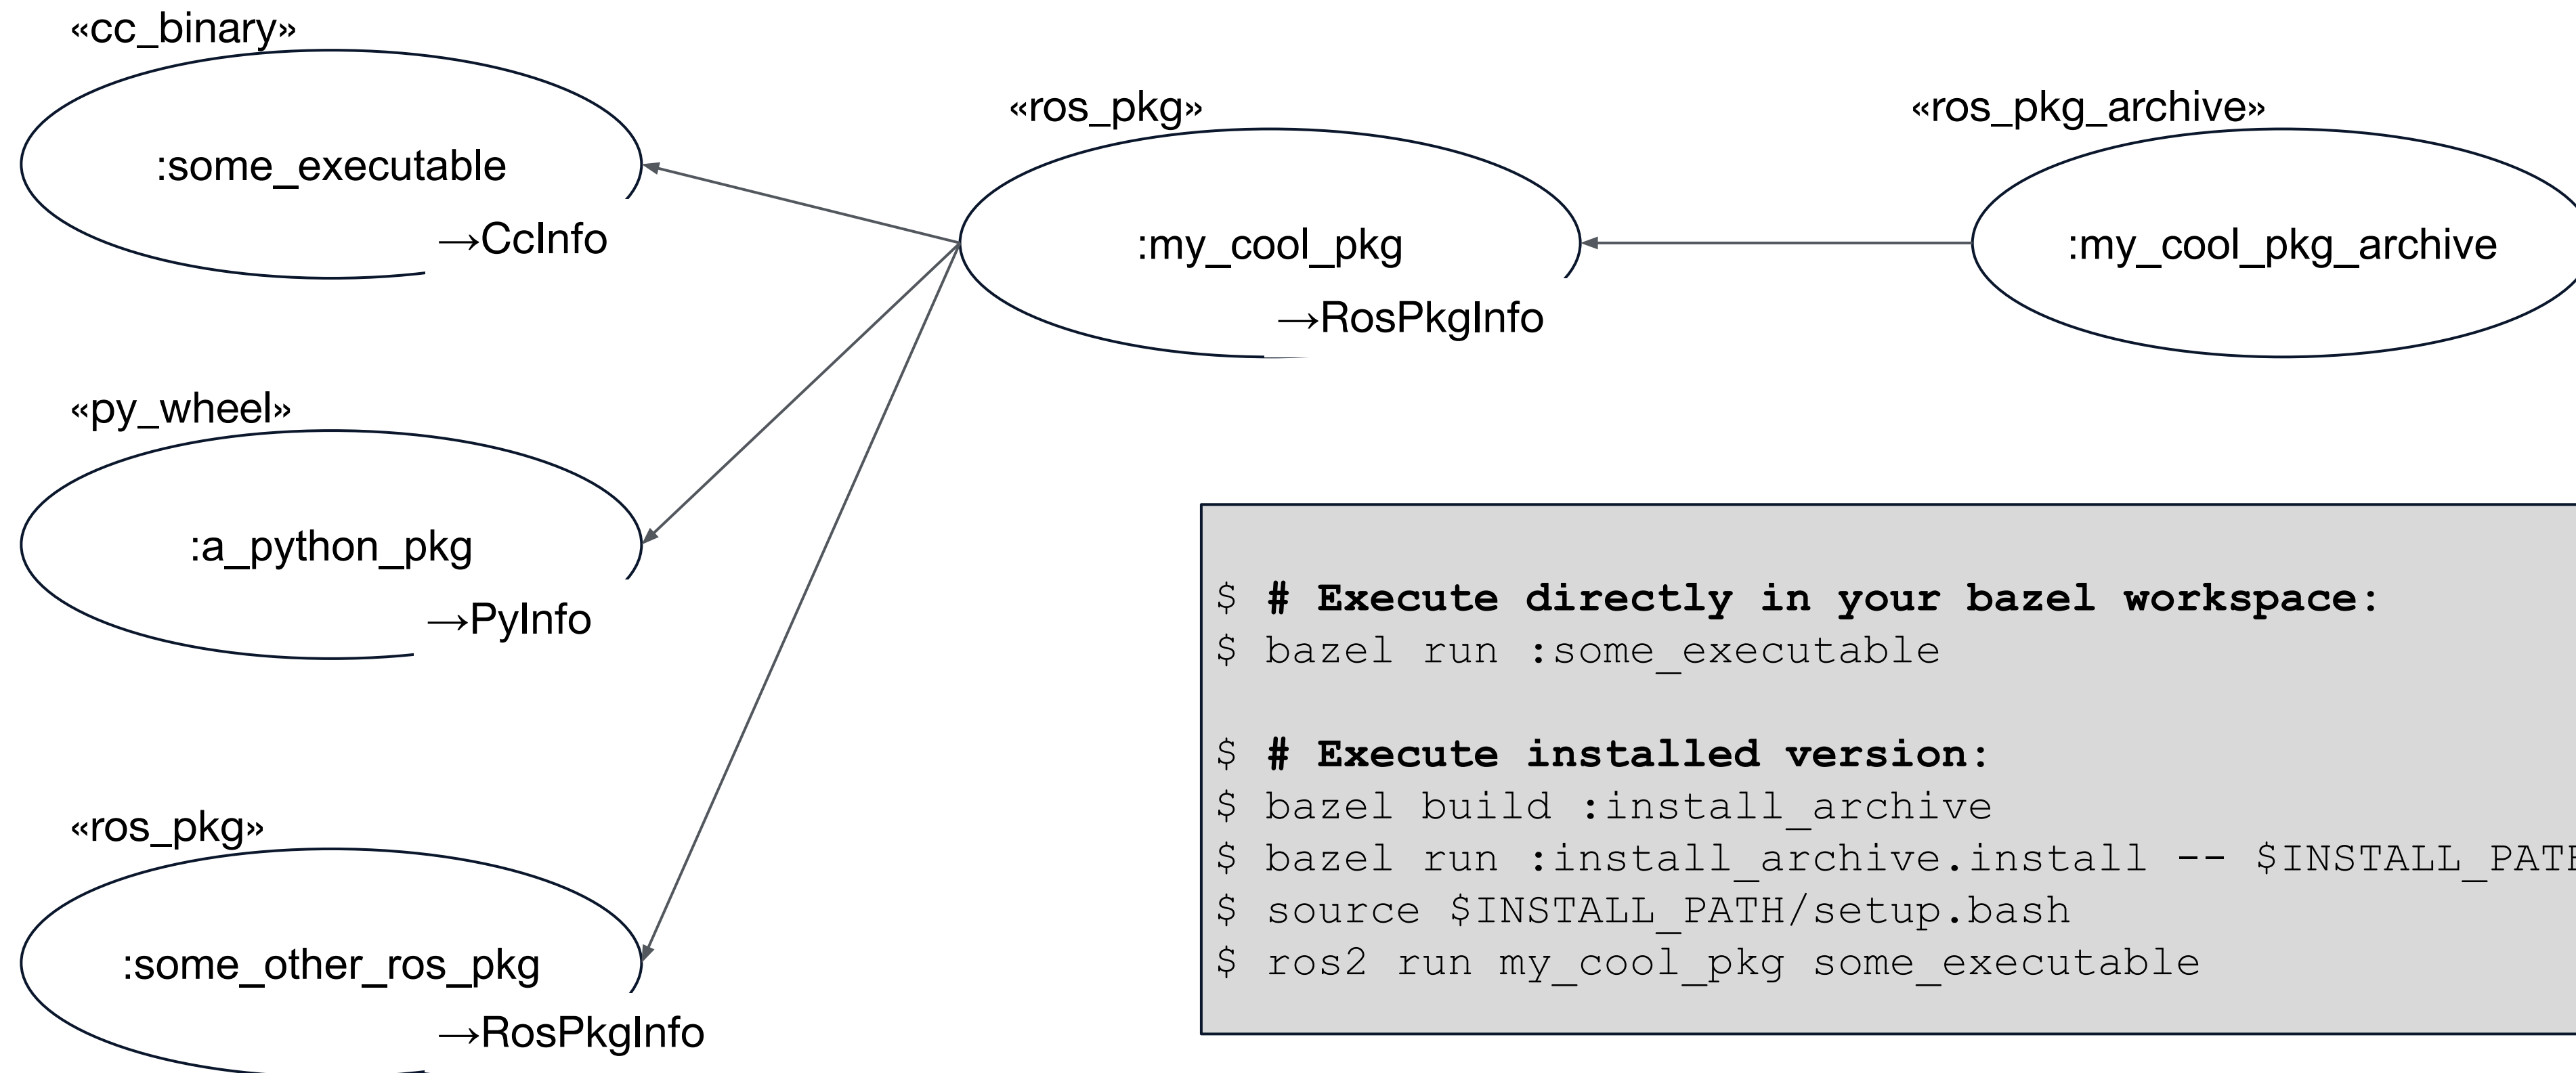 «cc_binary»
:some_executable
→CcInfo
«ros_pkg»
:my_cool_pkg
→RosPkgInfo
«ros_pkg_archive»
:my_cool_pkg_archive
«py_wheel»
:a_python_pkg
→PyInfo
«ros_pkg»
:some_other_ros_pkg
→RosPkgInfo
$ # Execute directly in your bazel workspace:
$ bazel run :some_executable
$ # Execute installed version:
$ bazel build :install_archive
$ bazel run :install_archive.install -- $INSTALL_PATH
$ source $INSTALL_PATH/setup.bash
$ ros2 run my_cool_pkg some_executable